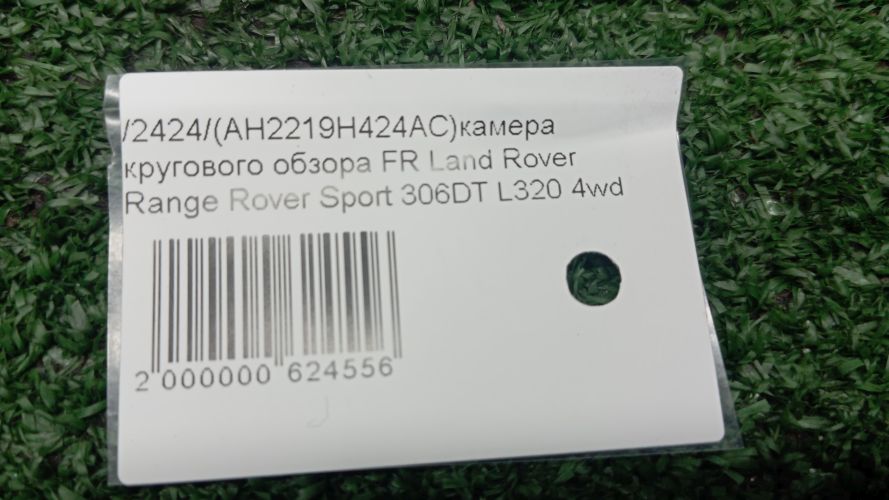 /2424/(AH2219H424AC)камера
кругового обзора FR Land Rover
Range Rover Sport 306DT L320 4wd
2 000000 624556